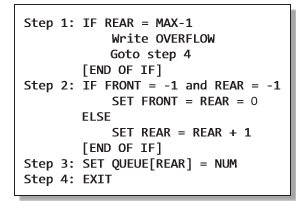 Step 1: IF REAR = MAX-1
Write OVERFLOW
Goto step 4
[END OF IF]
Step 2: IF FRONT = -1 and REAR = -1
SET FRONT = REAR = 0
ELSE
SET REAR = REAR + 1
[END OF IF]
Step 3: SET QUEUE[REAR] = NUM
Step 4: EXIT